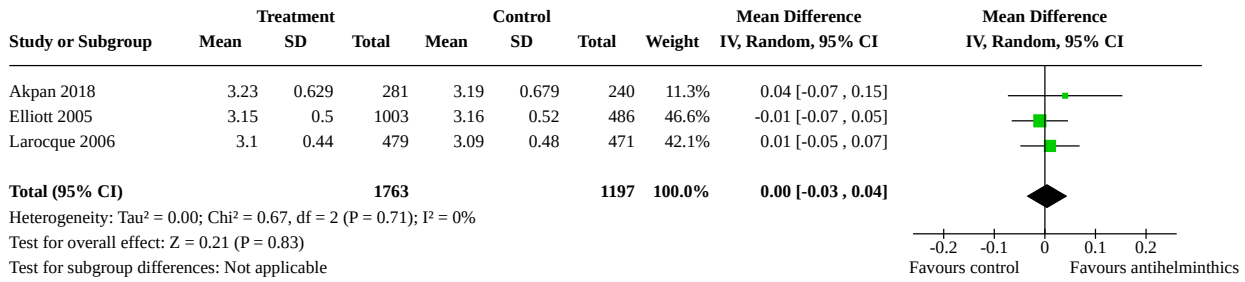 Treatment Control Mean Difference Mean Difference
Study or Subgroup Mean SD Total Mean SD Total Weight IV, Random, 95% CI IV, Random, 95% CI
Akpan 2018 3.23 0.629 281 3.19 0.679 240 11.3% 0.04 [-0.07 , 0.15]
Elliott 2005 3.15 0.5 1003 3.16 0.52 486 46.6% -0.01 [-0.07 , 0.05]
Larocque 2006 3.1 0.44 479 3.09 0.48 471 42.1% 0.01 [-0.05 , 0.07]
Total (95% CI) 1763 1197 100.0% 0.00 [-0.03 , 0.04]
Heterogeneity: Tau² = 0.00; Chi² = 0.67, df = 2 (P = 0.71); I² = 0%
Test for overall effect: Z = 0.21 (P = 0.83) -0.2 -0.1 0 0.1 0.2
Test for subgroup differences: Not applicable Favours control Favours antihelminthics